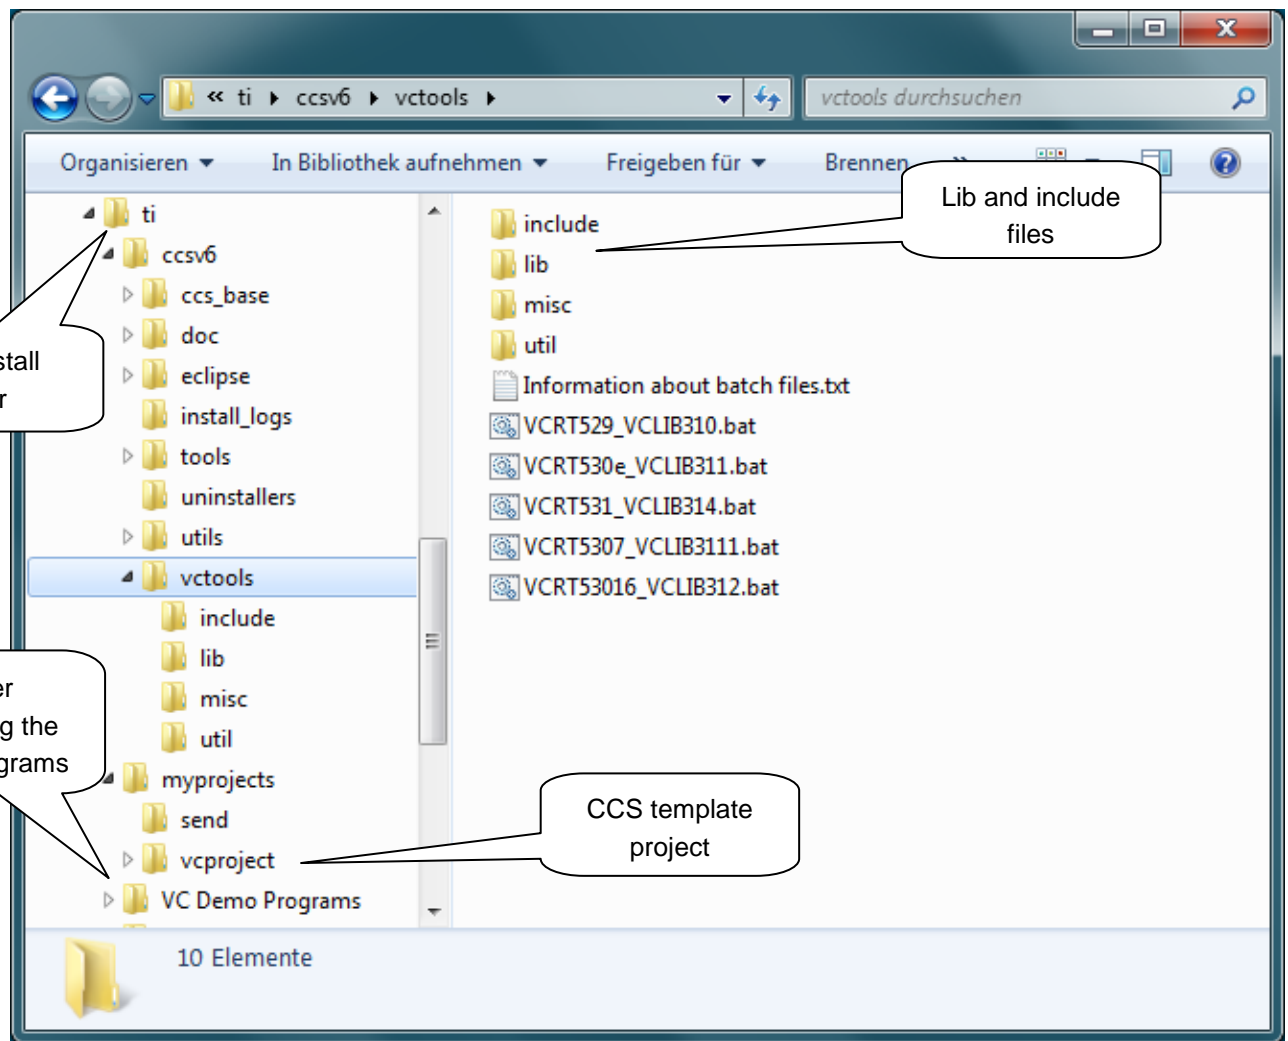 « ti ccsv6 vctools
vctools durchsuchen
Organisieren In Bibliothek aufnehmen Freigeben für Brennen »
ti
ccsv6
ccs_base
doc
eclipse
install_logs
tools
uninstallers
utils
vctools
include
lib
misc
util
myprojects
send
vcproject
VC Demo Programs
include
lib
misc
util
Information about batch files.txt
VCRT529_VCLIB310.bat
VCRT530e_VCLIB311.bat
VCRT531_VCLIB314.bat
VCRT5307_VCLIB3111.bat
VCRT53016_VCLIB312.bat
Lib and include
files
stall
r
er
g the
grams
CCS template
project
10 Elemente